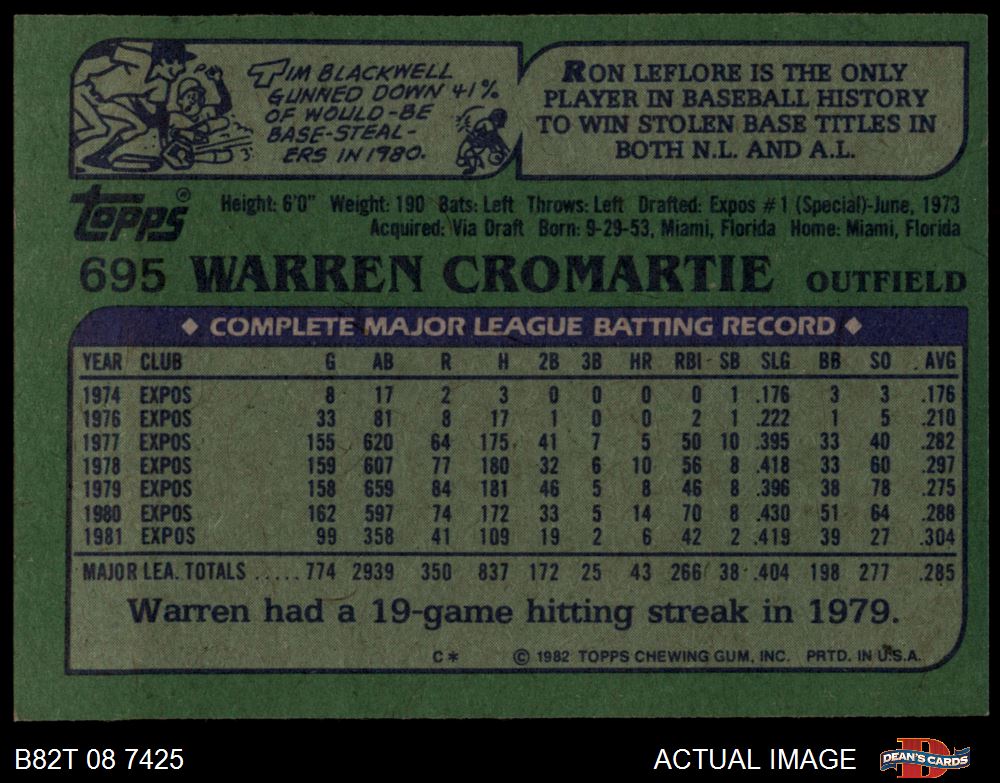 TIM BLACKWELL
GUNNED DOWN 41%
OF WOULD-BE
BASE-STEAL-
ERS IN 1980.
RON LEFLORE IS THE ONLY
PLAYER IN BASEBALL HISTORY
TO WIN STOLEN BASE TITLES IN
BOTH N.L. AND A.L.
TOPPS®
Height: 6'0" Weight: 190 Bats: Left Throws: Left Drafted: Expos #1 (Special)-June, 1973
Acquired: Via Draft Born: 9-29-53, Miami, Florida Home: Miami, Florida
695 WARREN CROMARTIE OUTFIELD
◆ COMPLETE MAJOR LEAGUE BATTING RECORD ◆
YEAR CLUB G AB R H 2B 3B HR RBI SB SLG BB SO AVG
1974 EXPOS 8 17 2 3 0 0 0 0 1 .176 3 3 .176
1976 EXPOS 33 81 8 17 1 0 0 2 1 .222 1 5 .210
1977 EXPOS 155 620 64 175 41 7 5 50 10 .395 33 40 .282
1978 EXPOS 159 607 77 180 32 6 10 56 8 .418 33 60 .297
1979 EXPOS 158 659 84 181 46 5 8 46 8 .396 38 78 .275
1980 EXPOS 162 597 74 172 33 5 14 70 8 .430 51 64 .288
1981 EXPOS 99 358 41 109 19 2 6 42 2 .419 39 27 .304
MAJOR LEA. TOTALS ..... 774 2939 350 837 172 25 43 266 38 .404 198 277 .285
Warren had a 19-game hitting streak in 1979.
C* © 1982 TOPPS CHEWING GUM, INC. PRTD. IN U.S.A.
B82T 08 7425
ACTUAL IMAGE
DEAN'S CARDS